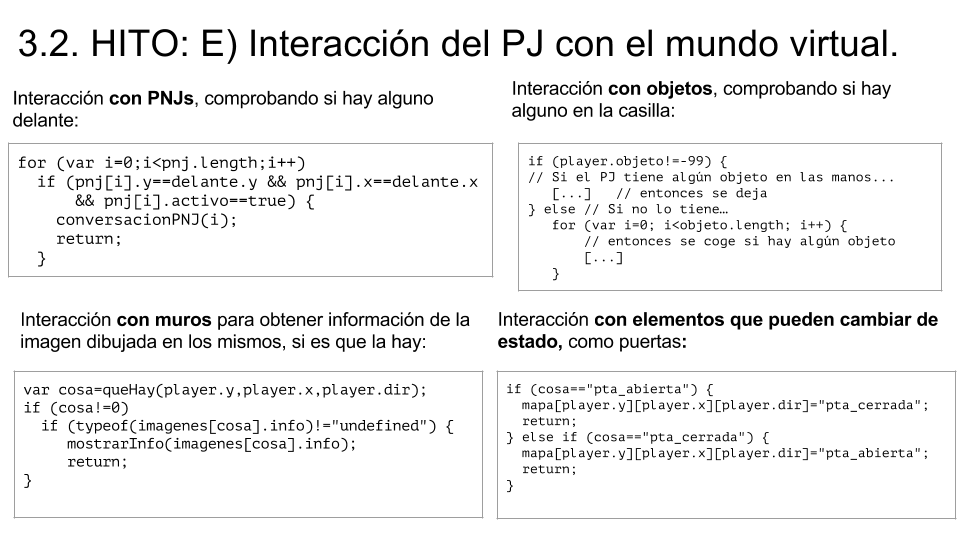 3.2. HITO: E) Interacción del PJ con el mundo virtual.
Interacción con PNJs, comprobando si hay alguno
delante:
for (var i=0;i<pnj.length;i++)
  if (pnj[i].y==delante.y && pnj[i].x==delante.x
      && pnj[i].activo==true) {
    conversacionPNJ(i);
    return;
  }
Interacción con objetos, comprobando si hay
alguno en la casilla:
if (player.objeto!=-99) {
// Si el PJ tiene algún objeto en las manos...
   [...]   // entonces se deja
} else // Si no lo tiene…
   for (var i=0; i<objeto.length; i++) {
       // entonces se coge si hay algún objeto
       [...]
   }
Interacción con muros para obtener información de la
imagen dibujada en los mismos, si es que la hay:
var cosa=queHay(player.y,player.x,player.dir);
if (cosa!=0)
  if (typeof(imagenes[cosa].info)!="undefined") {
     mostrarInfo(imagenes[cosa].info);
     return;
}
Interacción con elementos que pueden cambiar de
estado, como puertas:
if (cosa=="pta_abierta") {
  mapa[player.y][player.x][player.dir]="pta_cerrada";
  return;
} else if (cosa=="pta_cerrada") {
  mapa[player.y][player.x][player.dir]="pta_abierta";
  return;
}